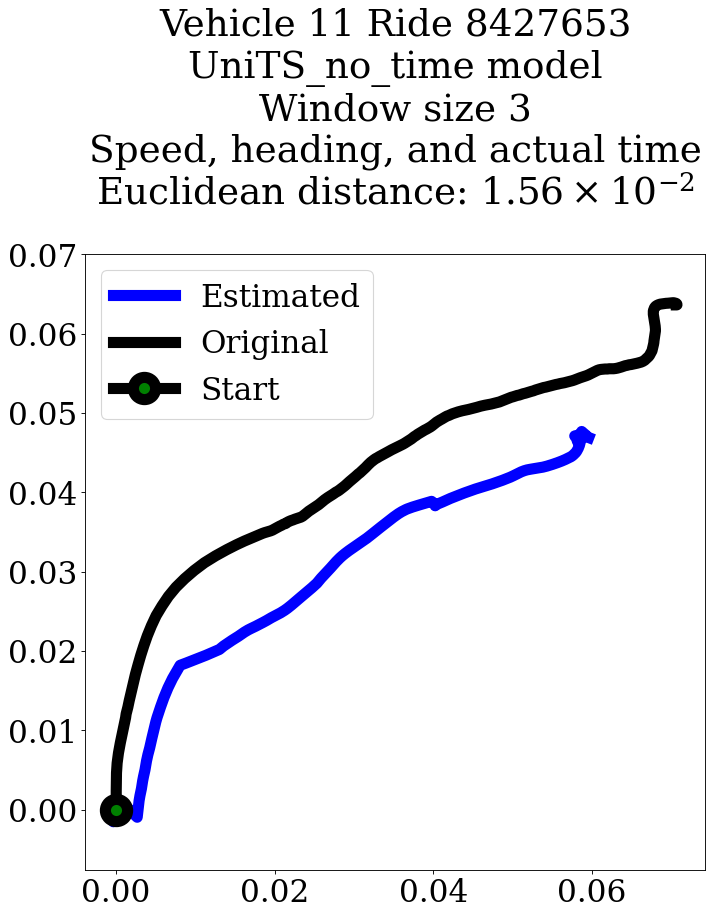 Vehicle 11 Ride 8427653
UniTS_no_time model
Window size 3
Speed, heading, and actual time
Euclidean distance: 1.56 × 10⁻²
0.07
0.06
0.05
0.04
0.03
0.02
0.01
0.00
Estimated
Original
Start
0.00 0.02 0.04 0.06